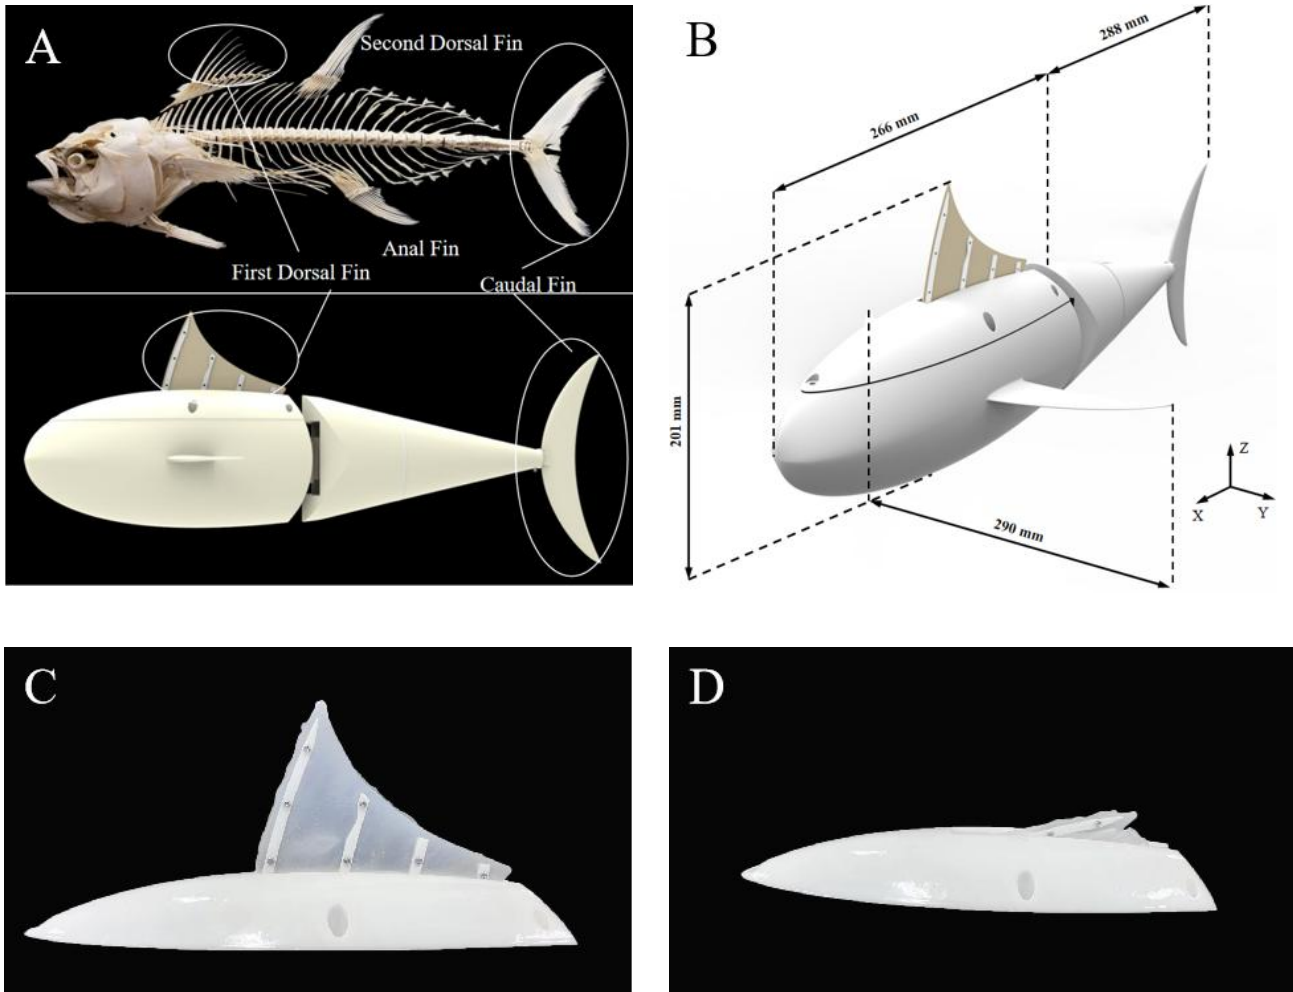 A
Second Dorsal Fin
Anal Fin
First Dorsal Fin
Caudal Fin
B
288 mm
266 mm
201 mm
290 mm
Z
X
Y
C
D